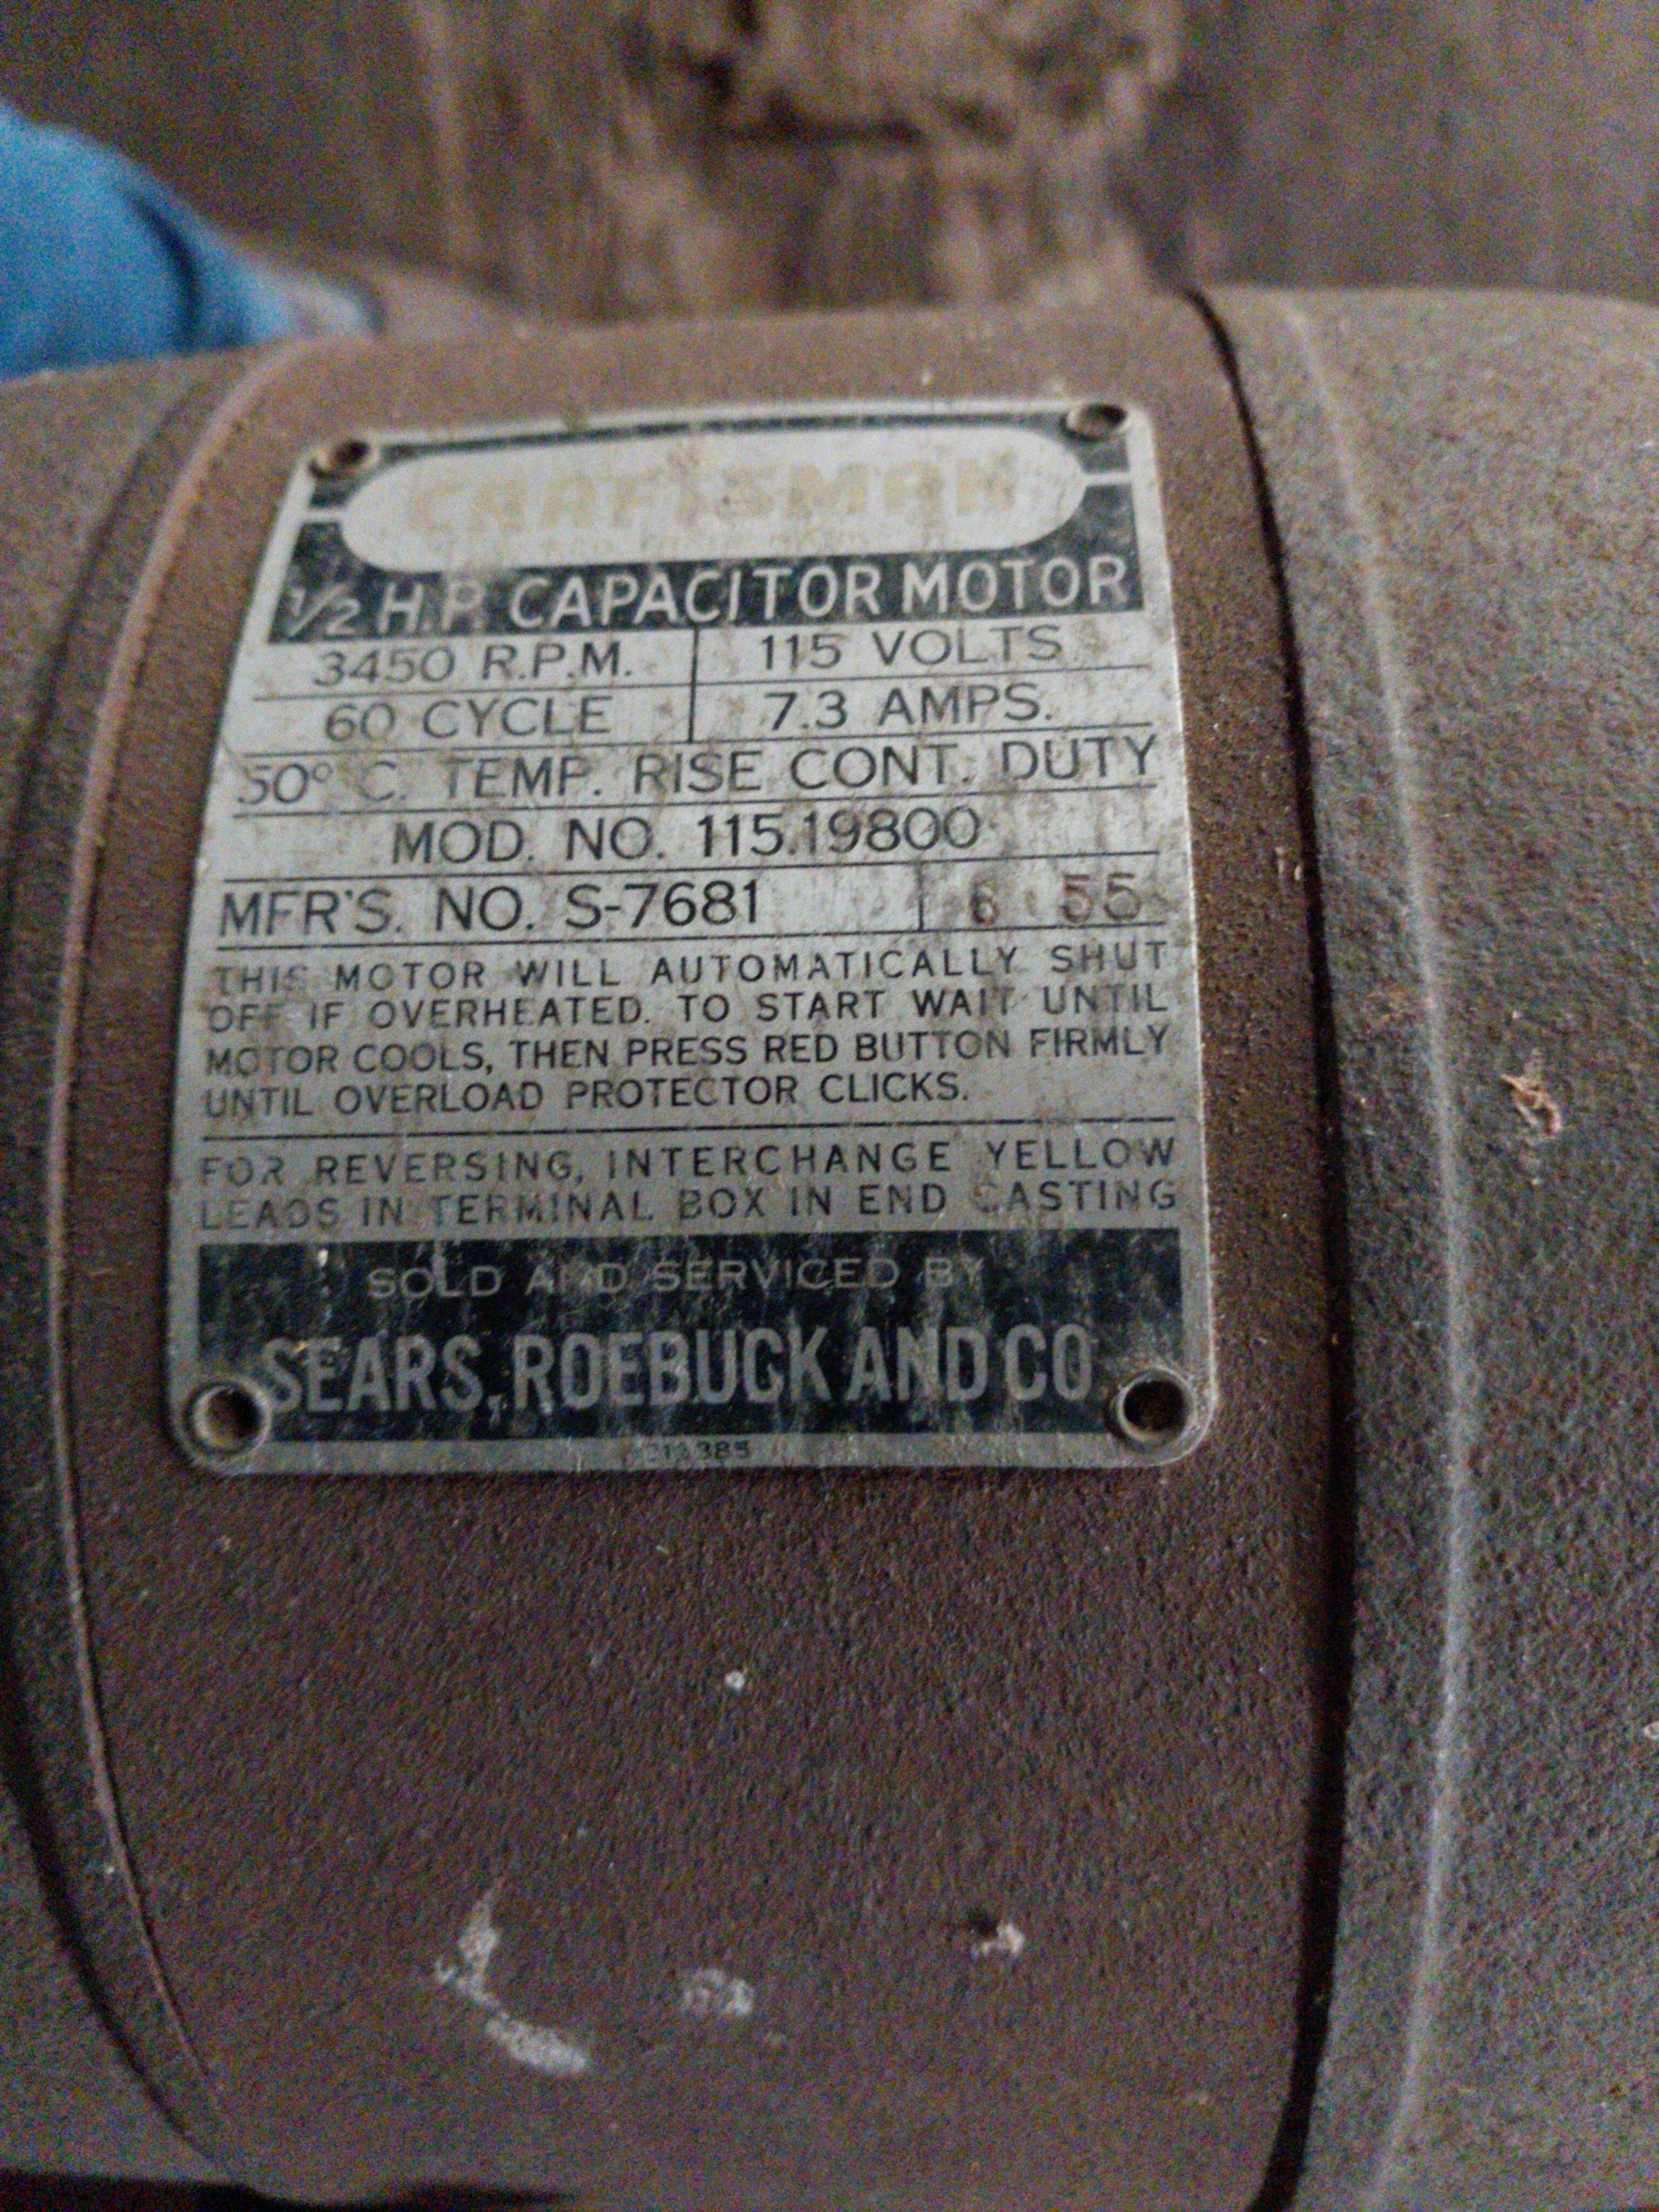 CRAFTSMAN
1/2 H.P. CAPACITOR MOTOR
3450 R.P.M. 115 VOLTS
60 CYCLE 7.3 AMPS.
50° C. TEMP. RISE CONT. DUTY
MOD. NO. 115.19800
MFR'S. NO. S-7681 6 55
THIS MOTOR WILL AUTOMATICALLY SHUT
OFF IF OVERHEATED. TO START WAIT UNTIL
MOTOR COOLS, THEN PRESS RED BUTTON FIRMLY
UNTIL OVERLOAD PROTECTOR CLICKS.
FOR REVERSING, INTERCHANGE YELLOW
LEADS IN TERMINAL BOX IN END CASTING
SOLD AND SERVICED BY
SEARS, ROEBUCK AND CO